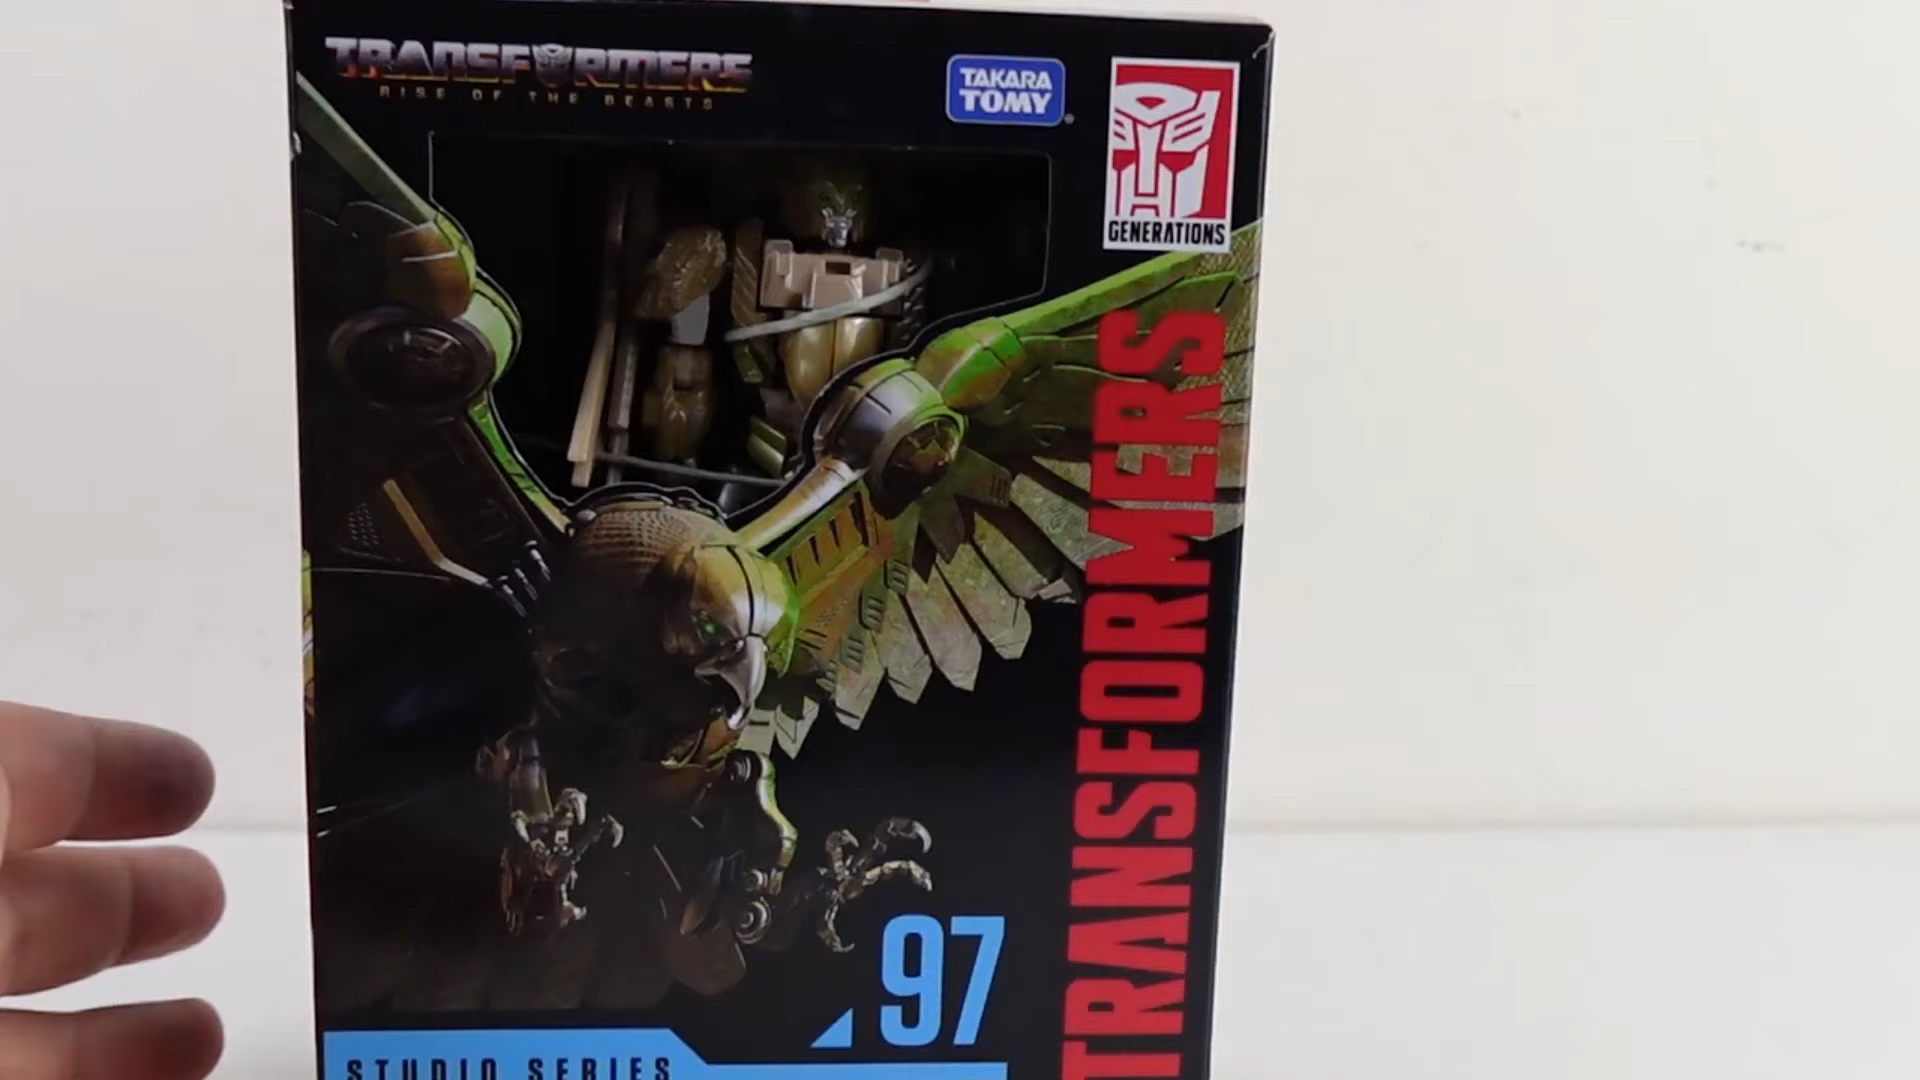 TRANSFORMERS
RISE OF THE BEASTS
TAKARA
TOMY
GENERATIONS
TRANSFORMERS
97
STUDIO SERIES